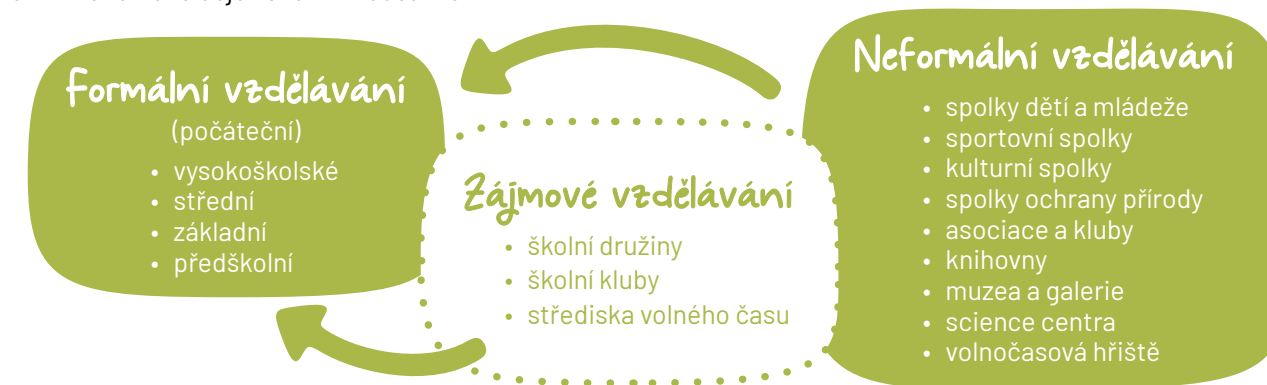 Formální vzdělávání
(počáteční)
• vysokoškolské
• střední
• základní
• předškolní
Zájmové vzdělávání
• školní družiny
• školní kluby
• střediska volného času
Neformální vzdělávání
• spolky dětí a mládeže
• sportovní spolky
• kulturní spolky
• spolky ochrany přírody
• asociace a kluby
• knihovny
• muzea a galerie
• science centra
• volnočasová hřiště